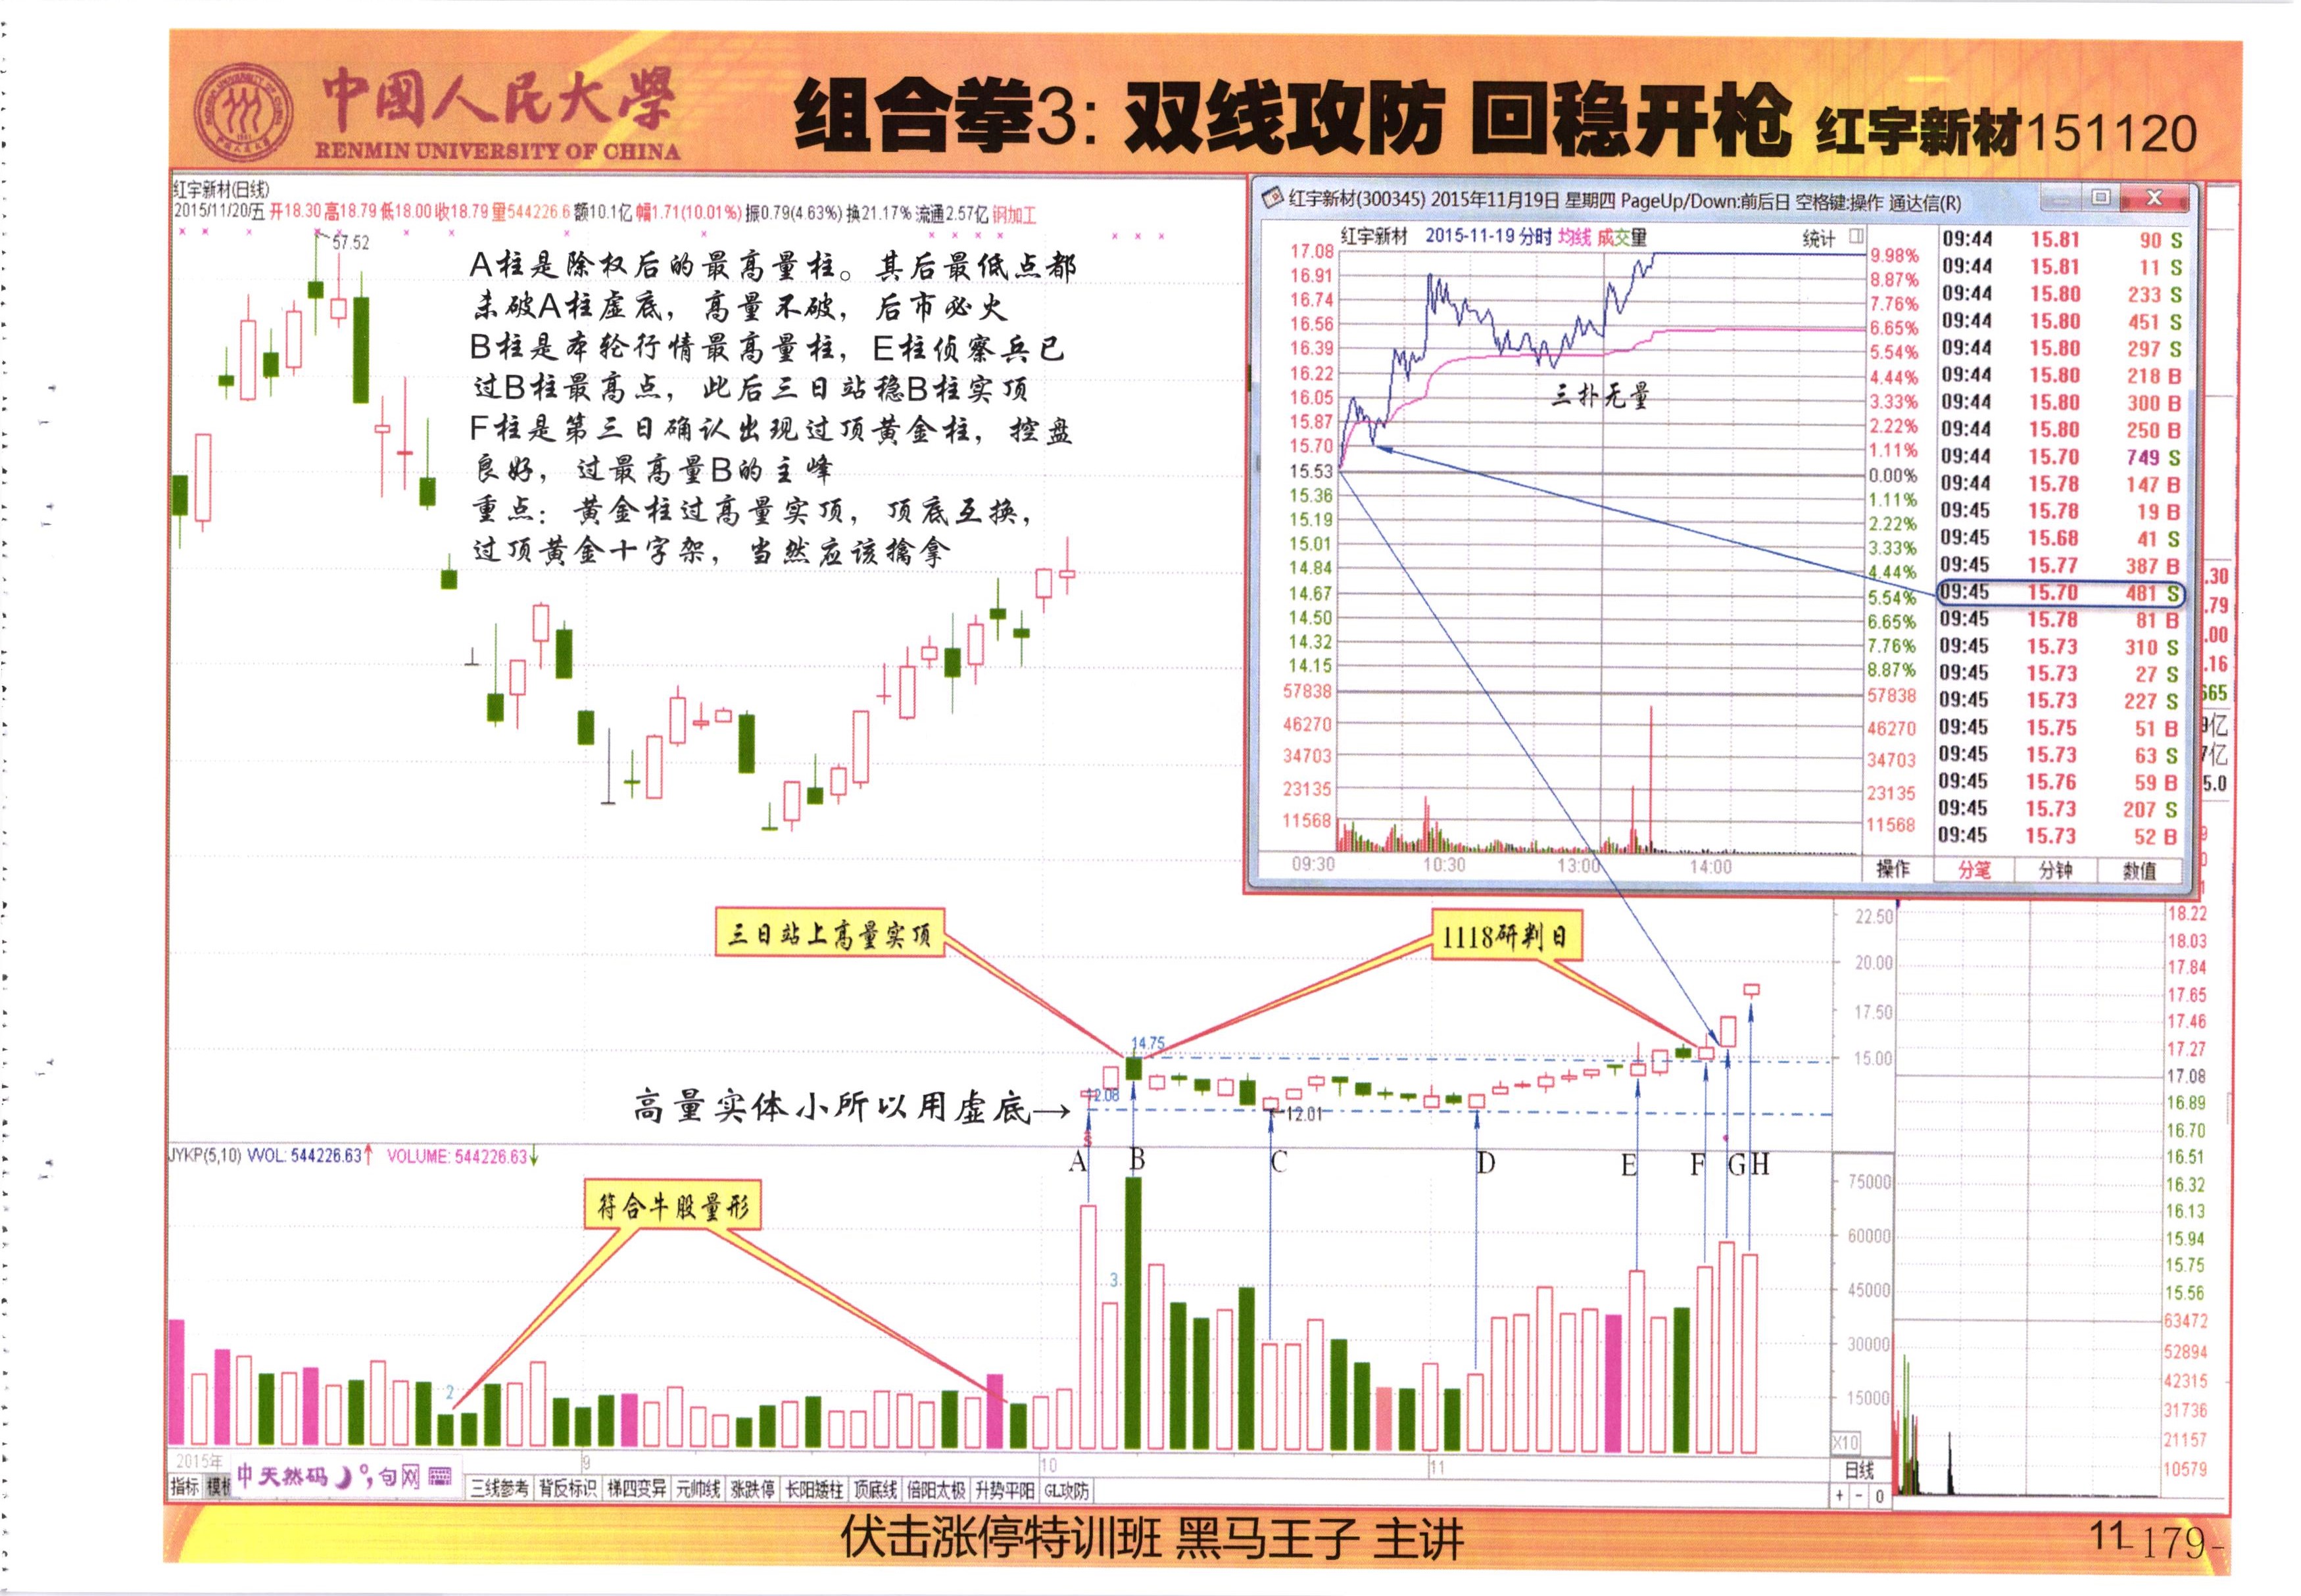 中國人民大學
RENMIN UNIVERSITY OF CHINA
组合拳3: 双线攻防 回稳开枪 红宇新材151120
红宇新材(日线)
2015/11/20/五 开18.30 高18.79 低18.00 收18.79 量544226.6 额10.1亿 幅1.71(10.01%) 振0.79(4.63%) 换21.17% 流通2.57亿 钢加工
57.52
A柱是除权后的最高量柱。其后最低点都
未破A柱虚底，高量不破，后市必火
B柱是本轮行情最高量柱，E柱侦察兵已
过B柱最高点，此后三日站稳B柱实顶
F柱是第三日确认出现过顶黄金柱，控盘
良好，过最高量B的主峰
重点：黄金柱过高量实顶，顶底互换，
过顶黄金十字架，当然应该擒拿
红宇新材(300345) 2015年11月19日 星期四 PageUp/Down:前后日 空格键:操作 通达信(R)
红宇新材 2015-11-19 分时 均线 成交量 统计
17.08 9.98%
16.91 8.87%
16.74 7.76%
16.56 6.65%
16.39 5.54%
16.22 4.44%
16.05 3.33%
15.87 2.22%
15.70 1.11%
15.53 0.00%
15.36 1.11%
15.19 2.22%
15.01 3.33%
14.84 4.44%
14.67 5.54%
14.50 6.65%
14.32 7.76%
14.15 8.87%
57838 57838
46270 46270
34703 34703
23135 23135
11568 11568
三扑无量
09:30 10:30 13:00 14:00 操作
09:44 15.81 90 S
09:44 15.81 11 S
09:44 15.80 233 S
09:44 15.80 451 S
09:44 15.80 297 S
09:44 15.80 218 B
09:44 15.80 300 B
09:44 15.80 250 B
09:44 15.70 749 S
09:44 15.78 147 B
09:45 15.78 19 B
09:45 15.68 41 S
09:45 15.77 387 B
09:45 15.70 481 S
09:45 15.78 81 B
09:45 15.73 310 S
09:45 15.73 27 S
09:45 15.73 227 S
09:45 15.75 51 B
09:45 15.73 63 S
09:45 15.76 59 B
09:45 15.73 207 S
09:45 15.73 52 B
分笔 分钟 数值
.30
.79
.00
.16
565
亿
亿
5.0
三日站上高量实顶
1118研判日
14.75
12.08
12.01
高量实体小所以用虚底→
22.50
20.00
17.50
15.00
18.22
18.03
17.84
17.65
17.46
17.27
17.08
16.89
16.70
16.51
16.32
16.13
15.94
15.75
15.56
63472
52894
42315
31736
21157
10579
JYKP(5,10) VVOL: 544226.63↑ VOLUME: 544226.63↓
A B C D E F G H
符合牛股量形
2
3
75000
60000
45000
30000
15000
X10
2015年 9 10 11 日线
指标 模板 中天然码 句网 三线参考 背反标识 梯四变异 元帅线 涨跌停 长阳矮柱 顶底线 倍阳太极 升势平阳 GL攻防
+ - 0
伏击涨停特训班 黑马王子 主讲
11-179-